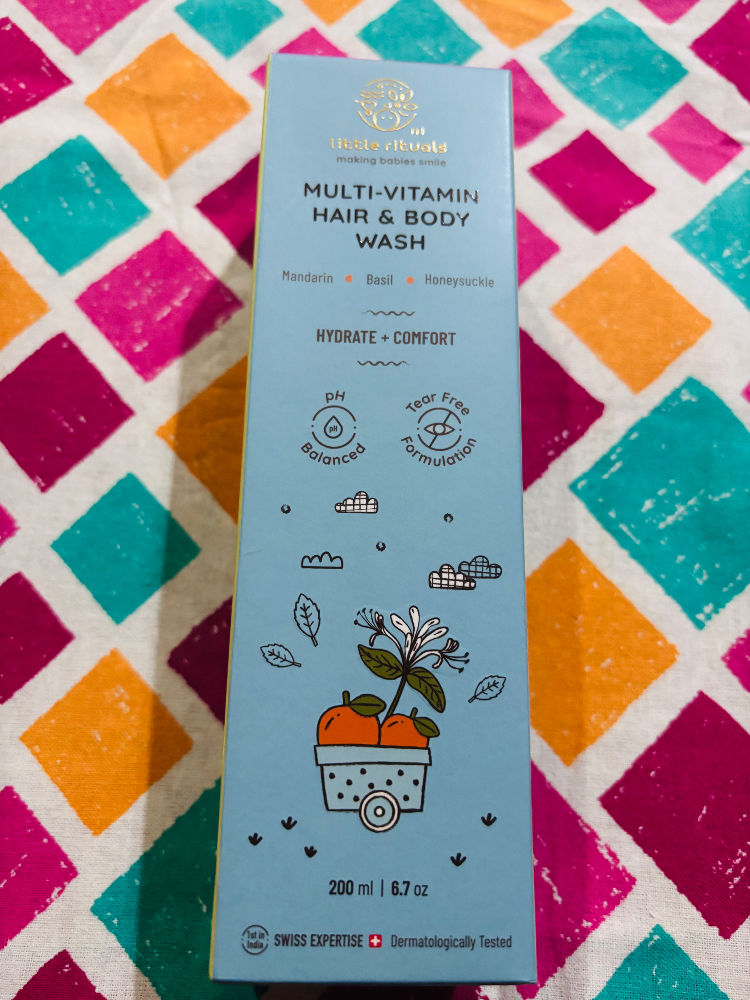 little rituals
making babies smile
MULTI-VITAMIN
HAIR & BODY
WASH
Mandarin • Basil • Honeysuckle
HYDRATE + COMFORT
pH
pH
Balanced
Tear Free
Formulation
200 ml | 6.7 oz
1st in
India
SWISS EXPERTISE Dermatologically Tested